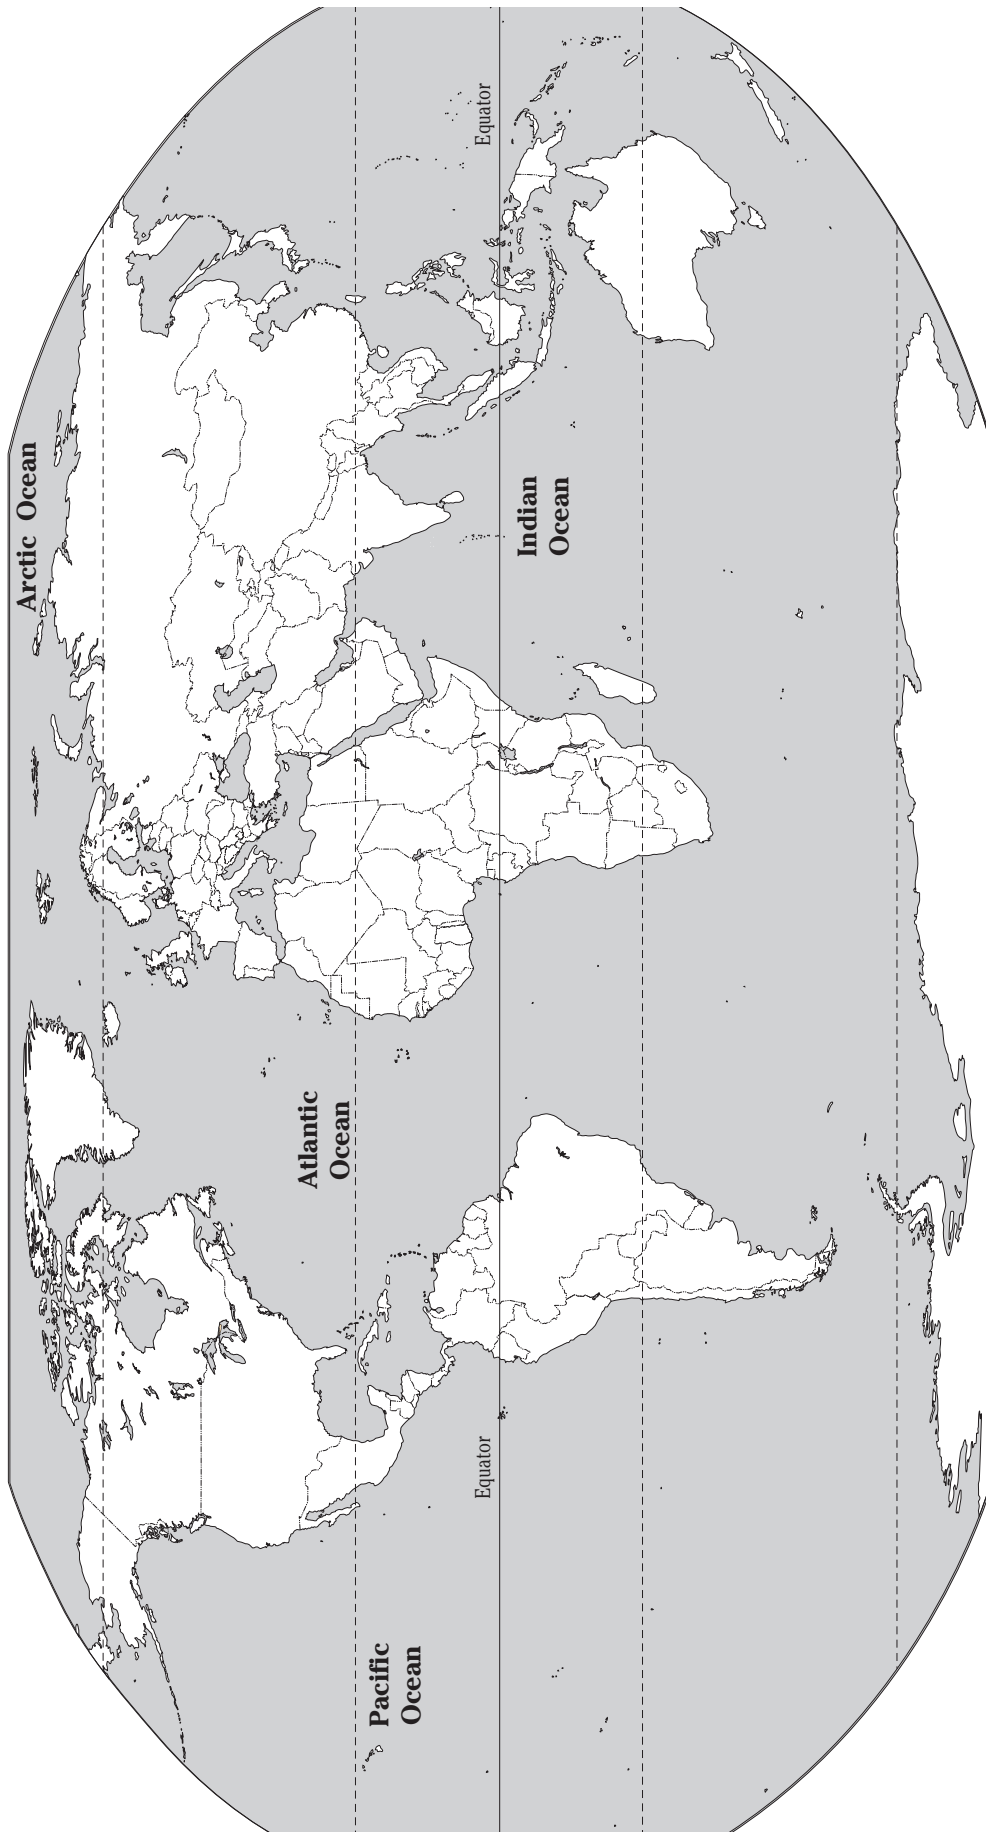 Arctic Ocean
Atlantic
Ocean
Pacific
Ocean
Indian
Ocean
Equator
Equator